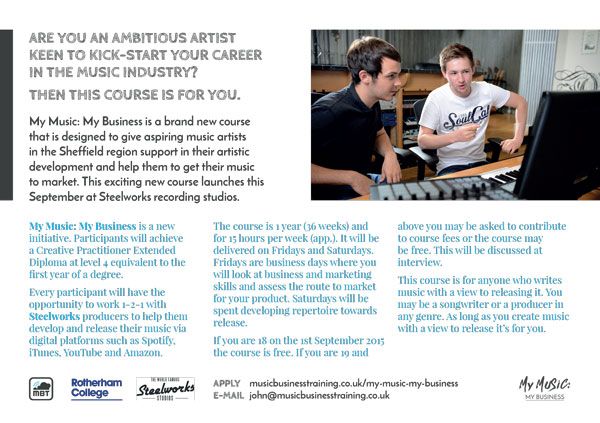 ARE YOU AN AMBITIOUS ARTIST
KEEN TO KICK-START YOUR CAREER
IN THE MUSIC INDUSTRY?
THEN THIS COURSE IS FOR YOU.
My Music: My Business is a brand new course
that is designed to give aspiring music artists
in the Sheffield region support in their artistic
development and help them to get their music
to market. This exciting new course launches this
September at Steelworks recording studios.
Soul Cal
My Music: My Business is a new
initiative. Participants will achieve
a Creative Practitioner Extended
Diploma at level 4 equivalent to the
first year of a degree.
Every participant will have the
opportunity to work 1-2-1 with
Steelworks producers to help them
develop and release their music via
digital platforms such as Spotify,
iTunes, YouTube and Amazon.
The course is 1 year (36 weeks) and
for 15 hours per week (app.). It will be
delivered on Fridays and Saturdays.
Fridays are business days where you
will look at business and marketing
skills and assess the route to market
for your product. Saturdays will be
spent developing repertoire towards
release.
If you are 18 on the 1st September 2015
the course is free. If you are 19 and
above you may be asked to contribute
to course fees or the course may
be free. This will be discussed at
interview.
This course is for anyone who writes
music with a view to releasing it. You
may be a songwriter or a producer in
any genre. As long as you create music
with a view to release it's for you.
MBT
Rotherham
College
THE WORLD FAMOUS
Steelworks
STUDIOS
APPLY musicbusinesstraining.co.uk/my-music-my-business
E-MAIL john@musicbusinesstraining.co.uk
My Music:
MY BUSINESS